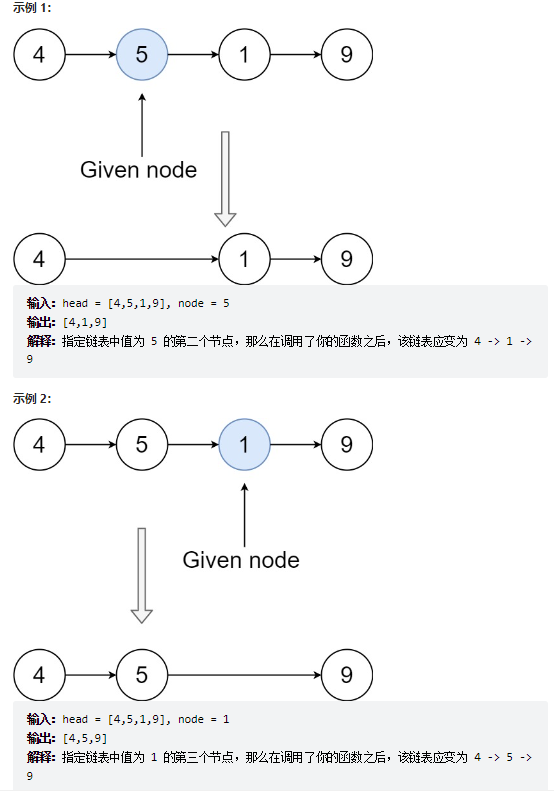 示例 1：
4 5 1 9
Given node
4 1 9
输入：head = [4,5,1,9], node = 5
输出：[4,1,9]
解释：指定链表中值为 5 的第二个节点，那么在调用了你的函数之后，该链表应变为 4 -> 1 ->
9
示例 2：
4 5 1 9
Given node
4 5 9
输入：head = [4,5,1,9], node = 1
输出：[4,5,9]
解释：指定链表中值为 1 的第三个节点，那么在调用了你的函数之后，该链表应变为 4 -> 5 ->
9